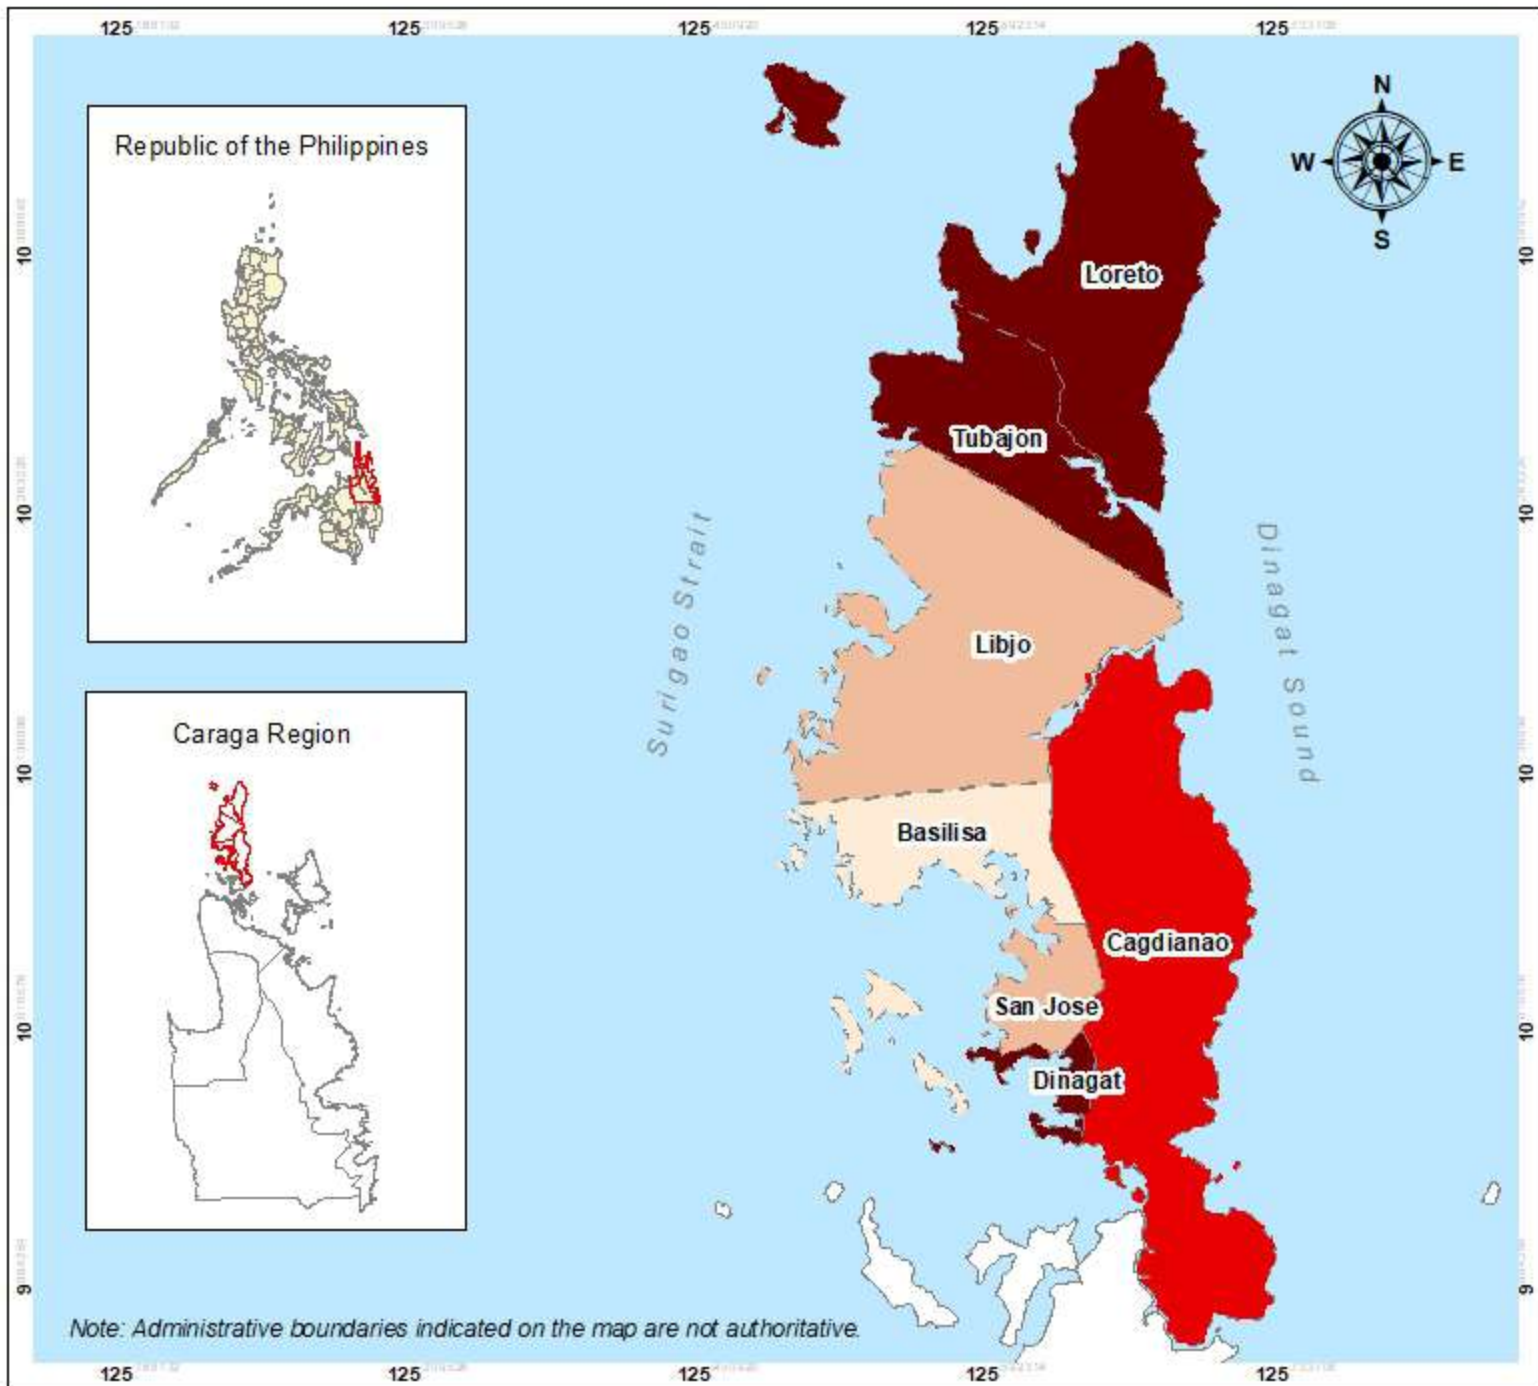 125 125 125 125 125
N
W E
S
Republic of the Philippines
Caraga Region
Loreto
Tubajon
Libjo
Basilisa
Cagdianao
San Jose
Dinagat
Surigao Strait
Dinagat Sound
10 10
10 10
10 10
10 10
9 9
Note: Administrative boundaries indicated on the map are not authoritative.
125 125 125 125 125